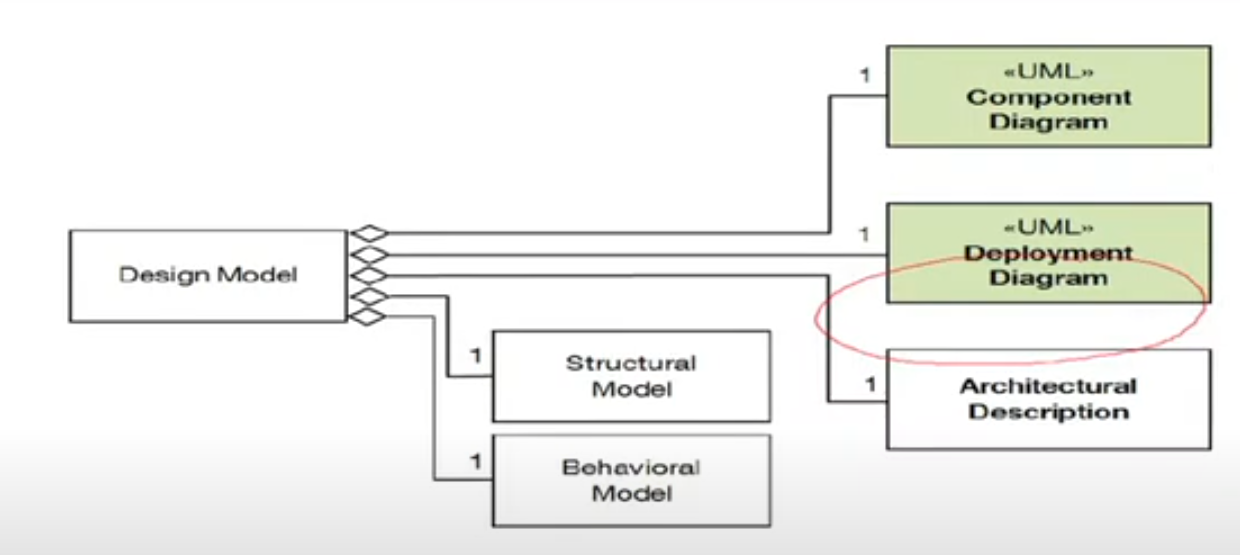 1
«UML»
Component
Diagram
1
«UML»
Deployment
Diagram
Design Model
1
Structural
Model
1
Architectural
Description
1
Behavioral
Model